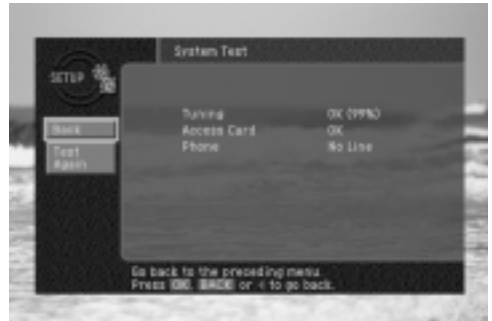 System Test
SETUP
Tuning OK (99%)
Access Card OK
Phone No Line
Back
Test
Again
Go back to the preceding menu.
Press OK, BACK or < to go back.